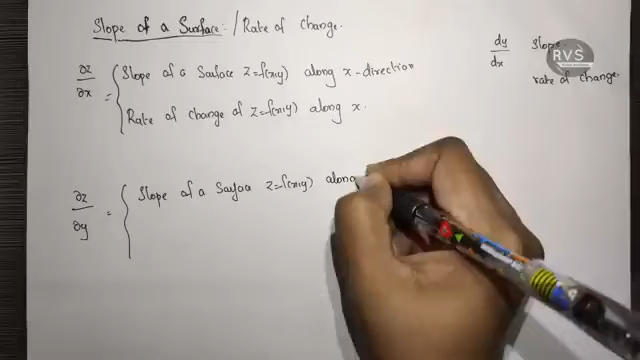 Slope of a Surface:/Rate of change.
dy/dx Slope.
RVS
rate of change.
∂z/∂x = { Slope of a Surface z=f(x,y) along x-direction
Rate of change of z=f(x,y) along x.
∂z/∂y = { Slope of a Surface z=f(x,y) along